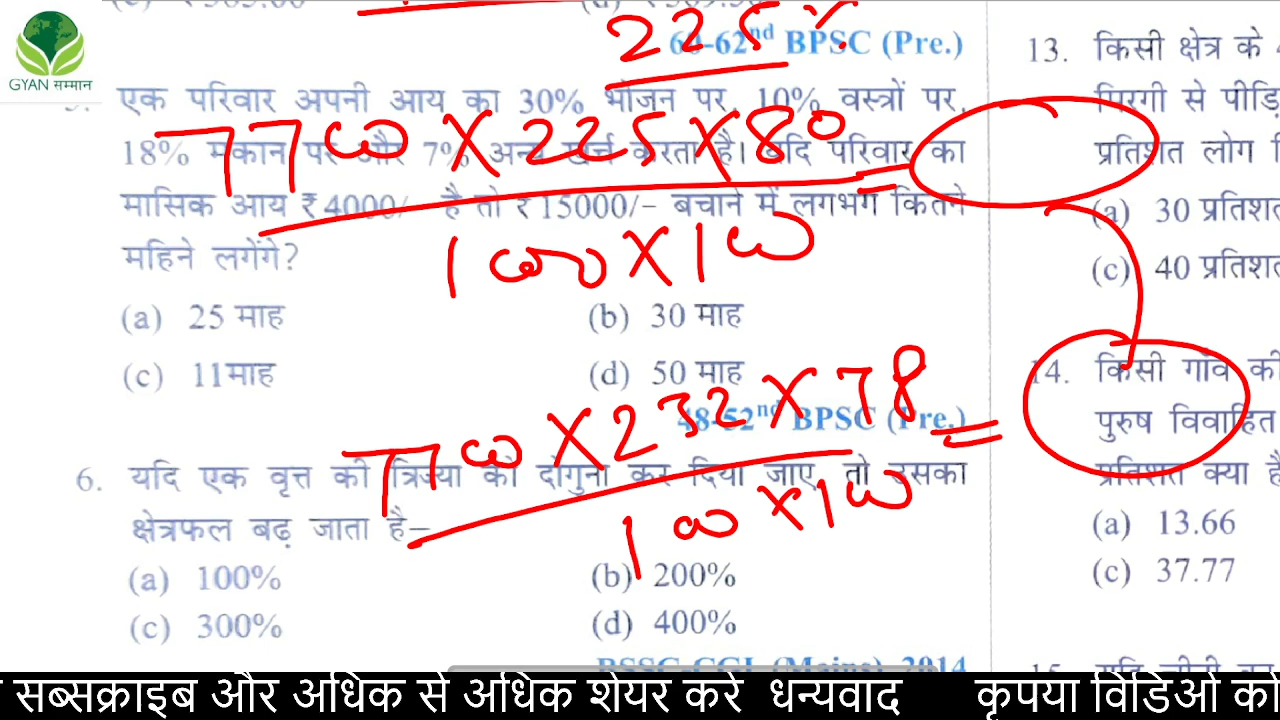 GYAN सम्मान
225%
60-62nd BPSC (Pre.)
एक परिवार अपनी आय का 30% भोजन पर, 10% वस्त्रों पर,
18% मकान पर और 7% अन्य खर्च करता है। यदि परिवार का
मासिक आय ₹4000/- है तो ₹15000/- बचाने में लगभग कितने
महिने लगेंगे?
(a) 25 माह
(b) 30 माह
(c) 11माह
(d) 50 माह
48-52nd BPSC (Pre.)
6. यदि एक वृत्त की त्रिज्या को दोगुना कर दिया जाए, तो उसका
क्षेत्रफल बढ़ जाता है–
(a) 100%
(b) 200%
(c) 300%
(d) 400%
BSSC-CGL (Mains) 2014
7700 X 225 X 80 =
100 X 100
7700 X 232 X 78 =
100 X 100
13. किसी क्षेत्र के
मिरगी से
प्रतिशत लोग
(a) 30
(c) 40
14. किसी गाँव की
पुरुष विवाहित
प्रतिशत क्या
(a) 13.66
(c) 37.77
सब्सक्राइब और अधिक से अधिक शेयर करें धन्यवाद कृपया विडिओ को